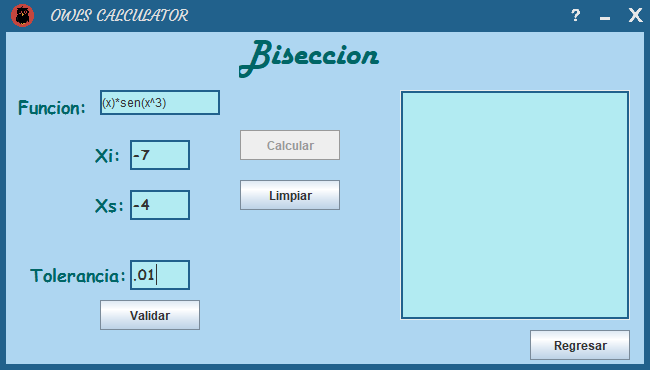 OWLS CALCULATOR ? – X
Biseccion
Funcion: (x)*sen(x^3)
Xi: -7
Calcular
Xs: -4
Limpiar
Tolerancia: .01
Validar
Regresar